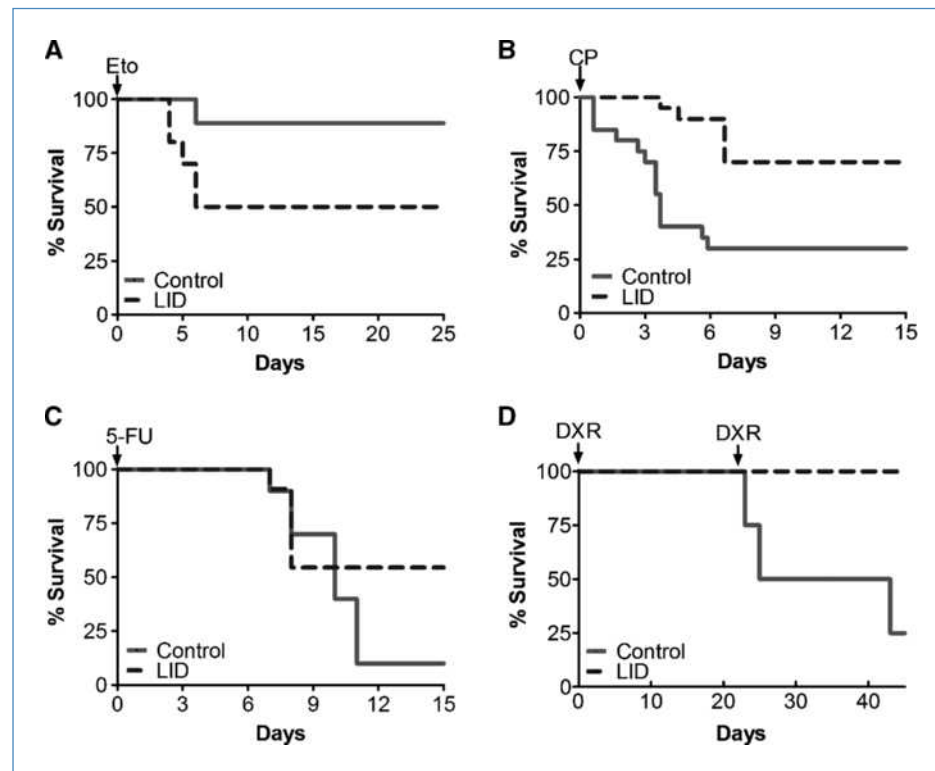 A
Eto
100
75
50
25
0
% Survival
Control
LID
0 5 10 15 20 25
Days
B
CP
100
75
50
25
0
% Survival
Control
LID
0 3 6 9 12 15
Days
C
5-FU
100
75
50
25
0
% Survival
Control
LID
0 3 6 9 12 15
Days
D
DXR DXR
100
75
50
25
0
% Survival
Control
LID
0 10 20 30 40
Days